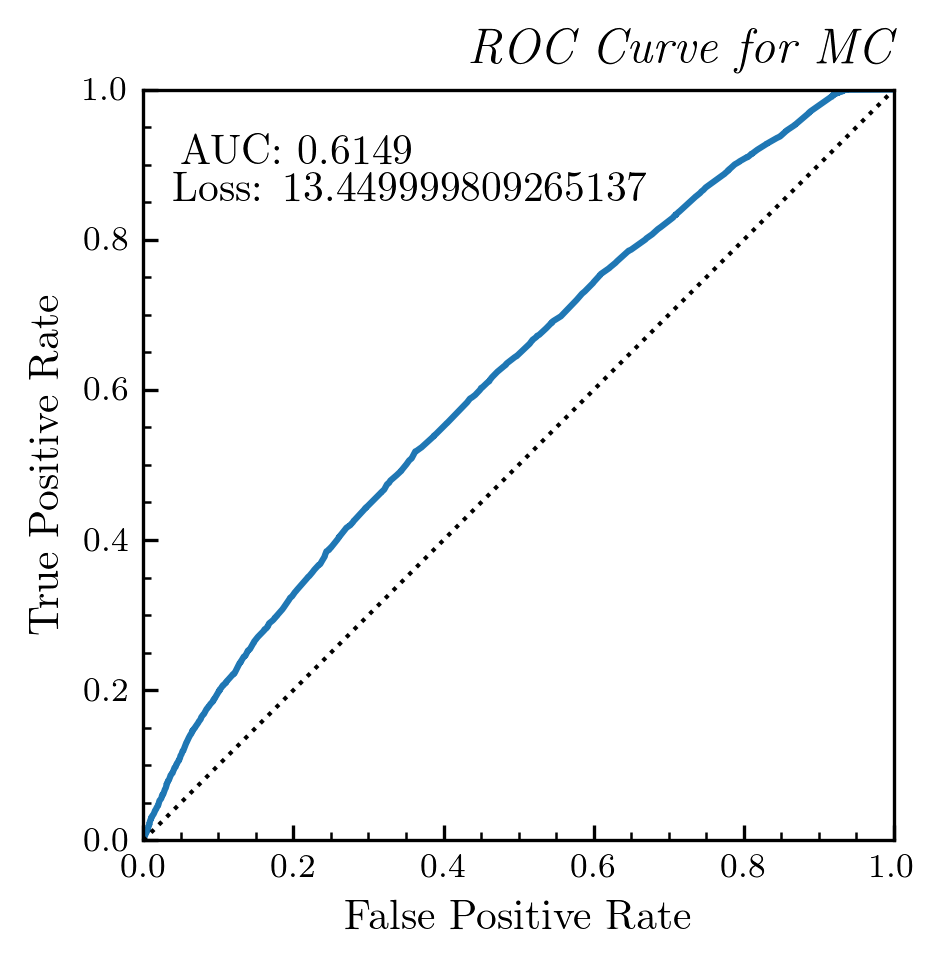 ROC Curve for MC
1.0
AUC: 0.6149
Loss: 13.449999809265137
0.8
0.6
0.4
0.2
0.0
True Positive Rate
0.0 0.2 0.4 0.6 0.8 1.0
False Positive Rate